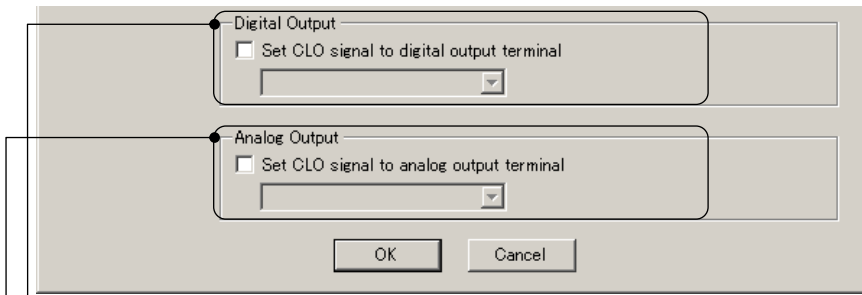 Digital Output
Set CLO signal to digital output terminal
Analog Output
Set CLO signal to analog output terminal
OK
Cancel